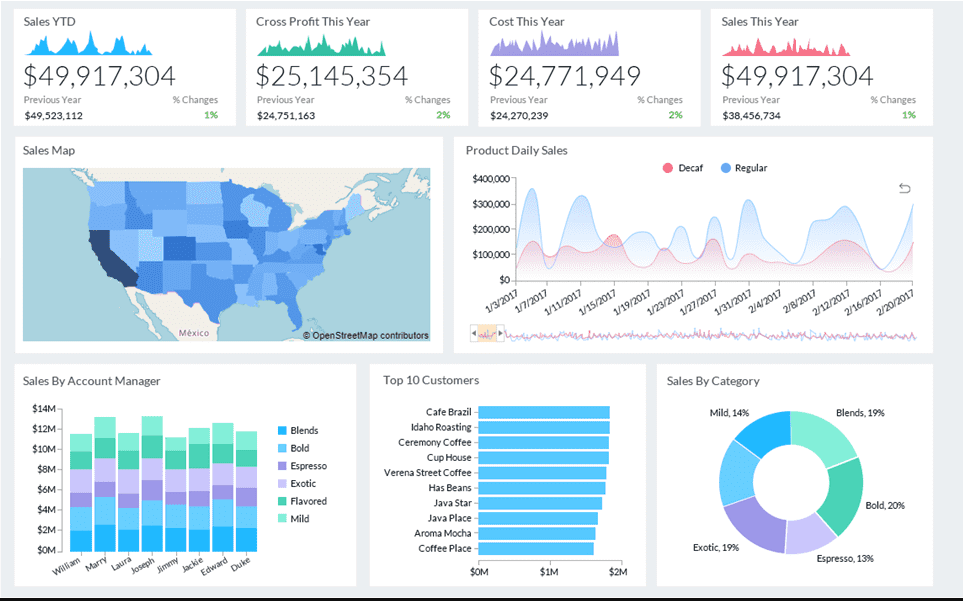 Sales YTD
$49,917,304
Previous Year % Changes
$49,523,112 1%
Cross Profit This Year
$25,145,354
Previous Year % Changes
$24,751,163 2%
Cost This Year
$24,771,949
Previous Year % Changes
$24,270,239 2%
Sales This Year
$49,917,304
Previous Year % Changes
$38,456,734 1%
Sales Map
México
© OpenStreetMap contributors
Product Daily Sales
Decaf Regular
$400,000
$300,000
$200,000
$100,000
$0
1/3/2017 1/7/2017 1/11/2017 1/15/2017 1/19/2017 1/23/2017 1/27/2017 1/31/2017 2/4/2017 2/8/2017 2/12/2017 2/16/2017 2/20/2017
Sales By Account Manager
$14M
$12M
$10M
$8M
$6M
$4M
$2M
$0M
William Marry Laura Joseph Jimmy Jackie Edward Duke
Blends
Bold
Espresso
Exotic
Flavored
Mild
Top 10 Customers
Cafe Brazil
Idaho Roasting
Ceremony Coffee
Cup House
Verena Street Coffee
Has Beans
Java Star
Java Place
Aroma Mocha
Coffee Place
$0M $1M $2M
Sales By Category
Mild, 14% Blends, 19%
Bold, 20%
Exotic, 19%
Espresso, 13%